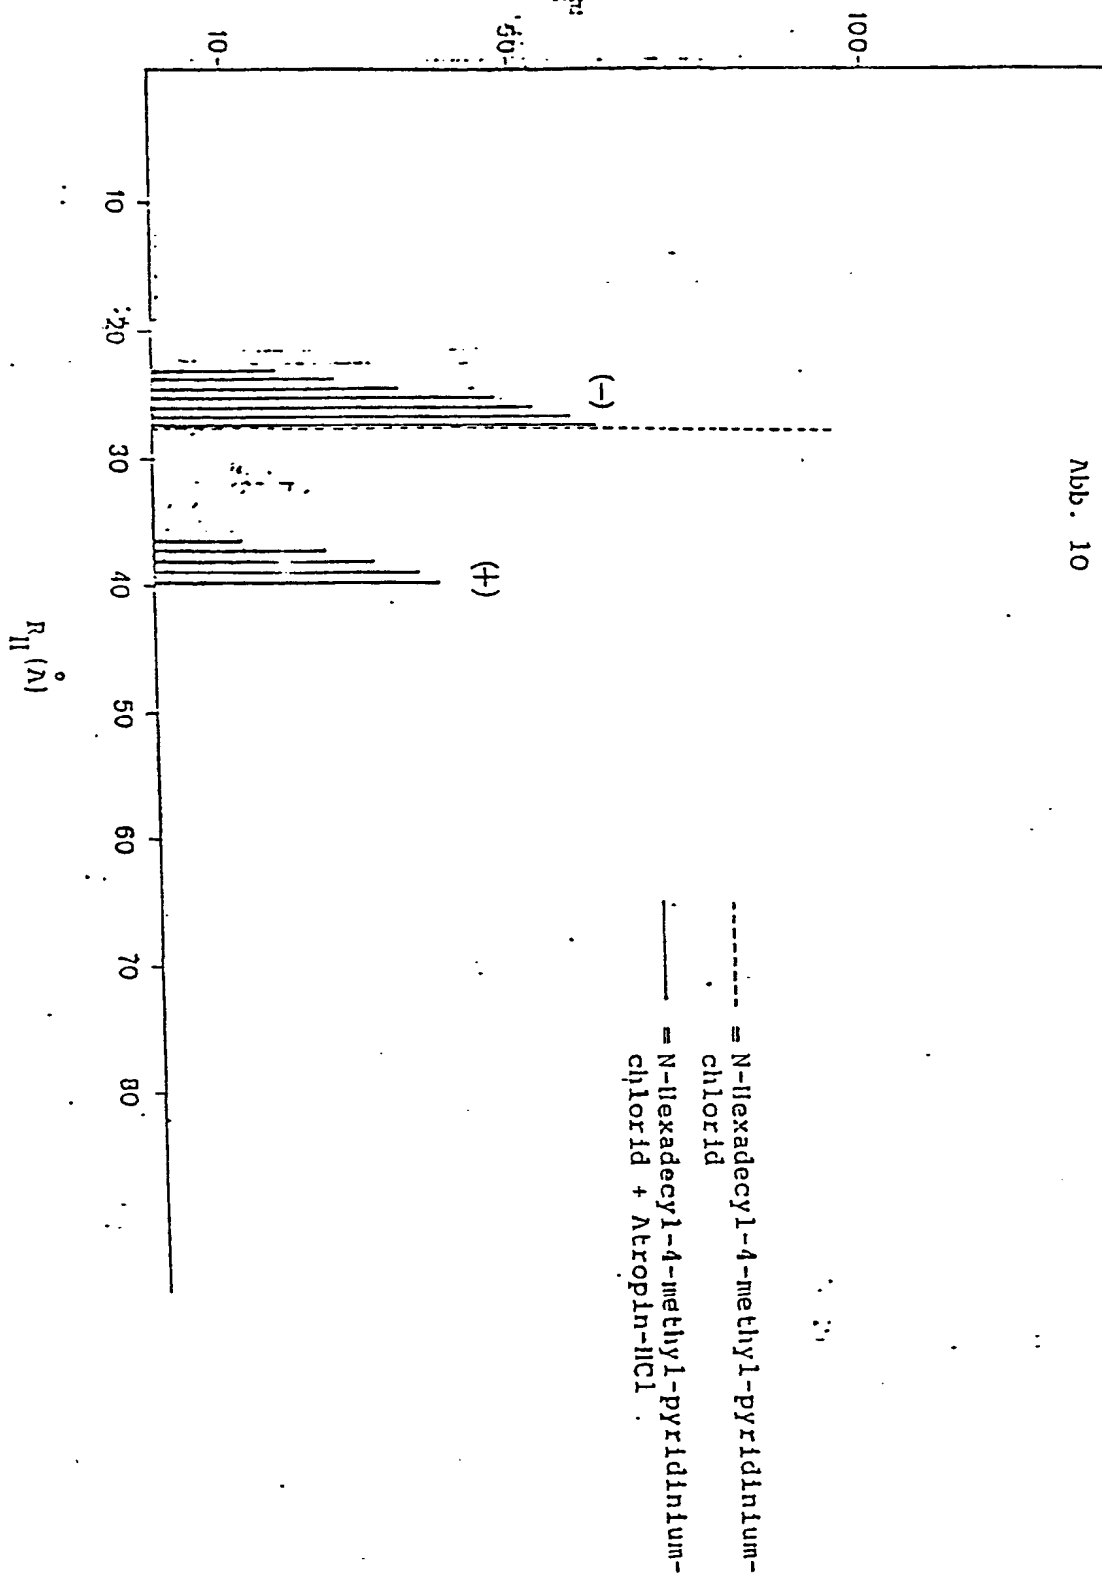 Abb. 10
100
50
10
10
20
30
40
50
60
70
80
(-)
(+)
R_H (Å)
-------- = N-Hexadecyl-4-methyl-pyridinium-
chlorid
——— = N-Hexadecyl-4-methyl-pyridinium-
chlorid + Atropin-HCl